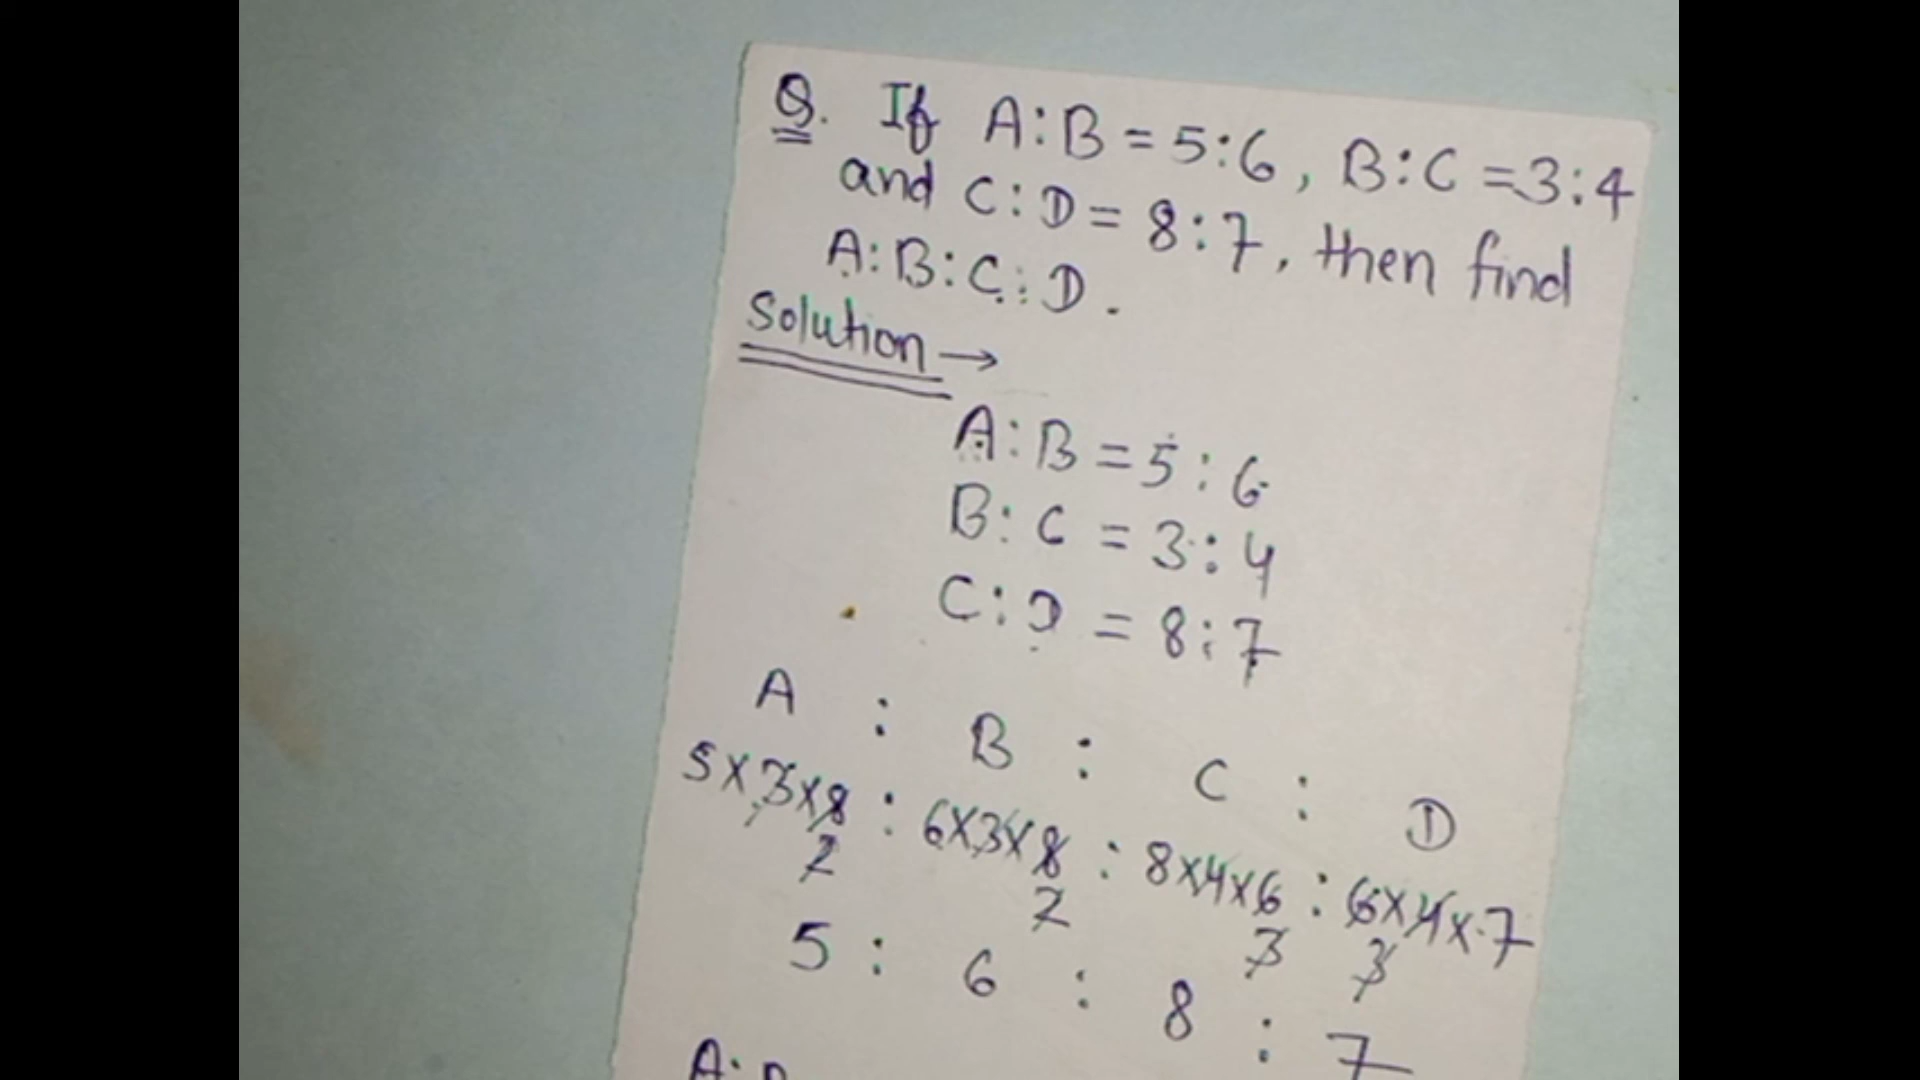 Q. If A:B = 5:6, B:C = 3:4
and C:D = 8:7, then find
A:B:C:D.
Solution →
A:B = 5:6
B:C = 3:4
C:D = 8:7
A : B : C : D
5×3×8 : 6×3×8 : 8×4×6 : 6×4×7
2 2 3 3
5 : 6 : 8 : 7